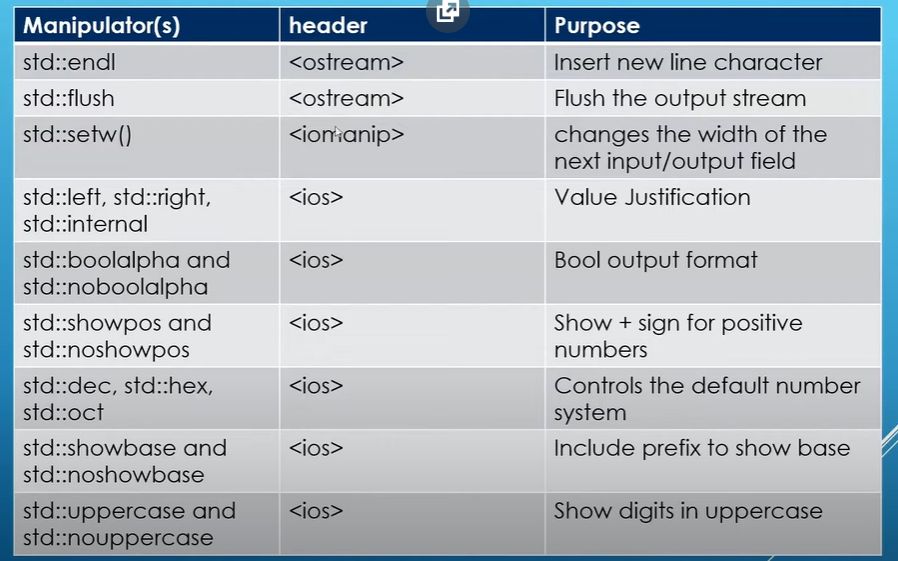 Manipulator(s) header Purpose
std::endl <ostream> Insert new line character
std::flush <ostream> Flush the output stream
std::setw() <iomanip> changes the width of the
next input/output field
std::left, std::right, <ios> Value Justification
std::internal
std::boolalpha and <ios> Bool output format
std::noboolalpha
std::showpos and <ios> Show + sign for positive
std::noshowpos numbers
std::dec, std::hex, <ios> Controls the default number
std::oct system
std::showbase and <ios> Include prefix to show base
std::noshowbase
std::uppercase and <ios> Show digits in uppercase
std::nouppercase